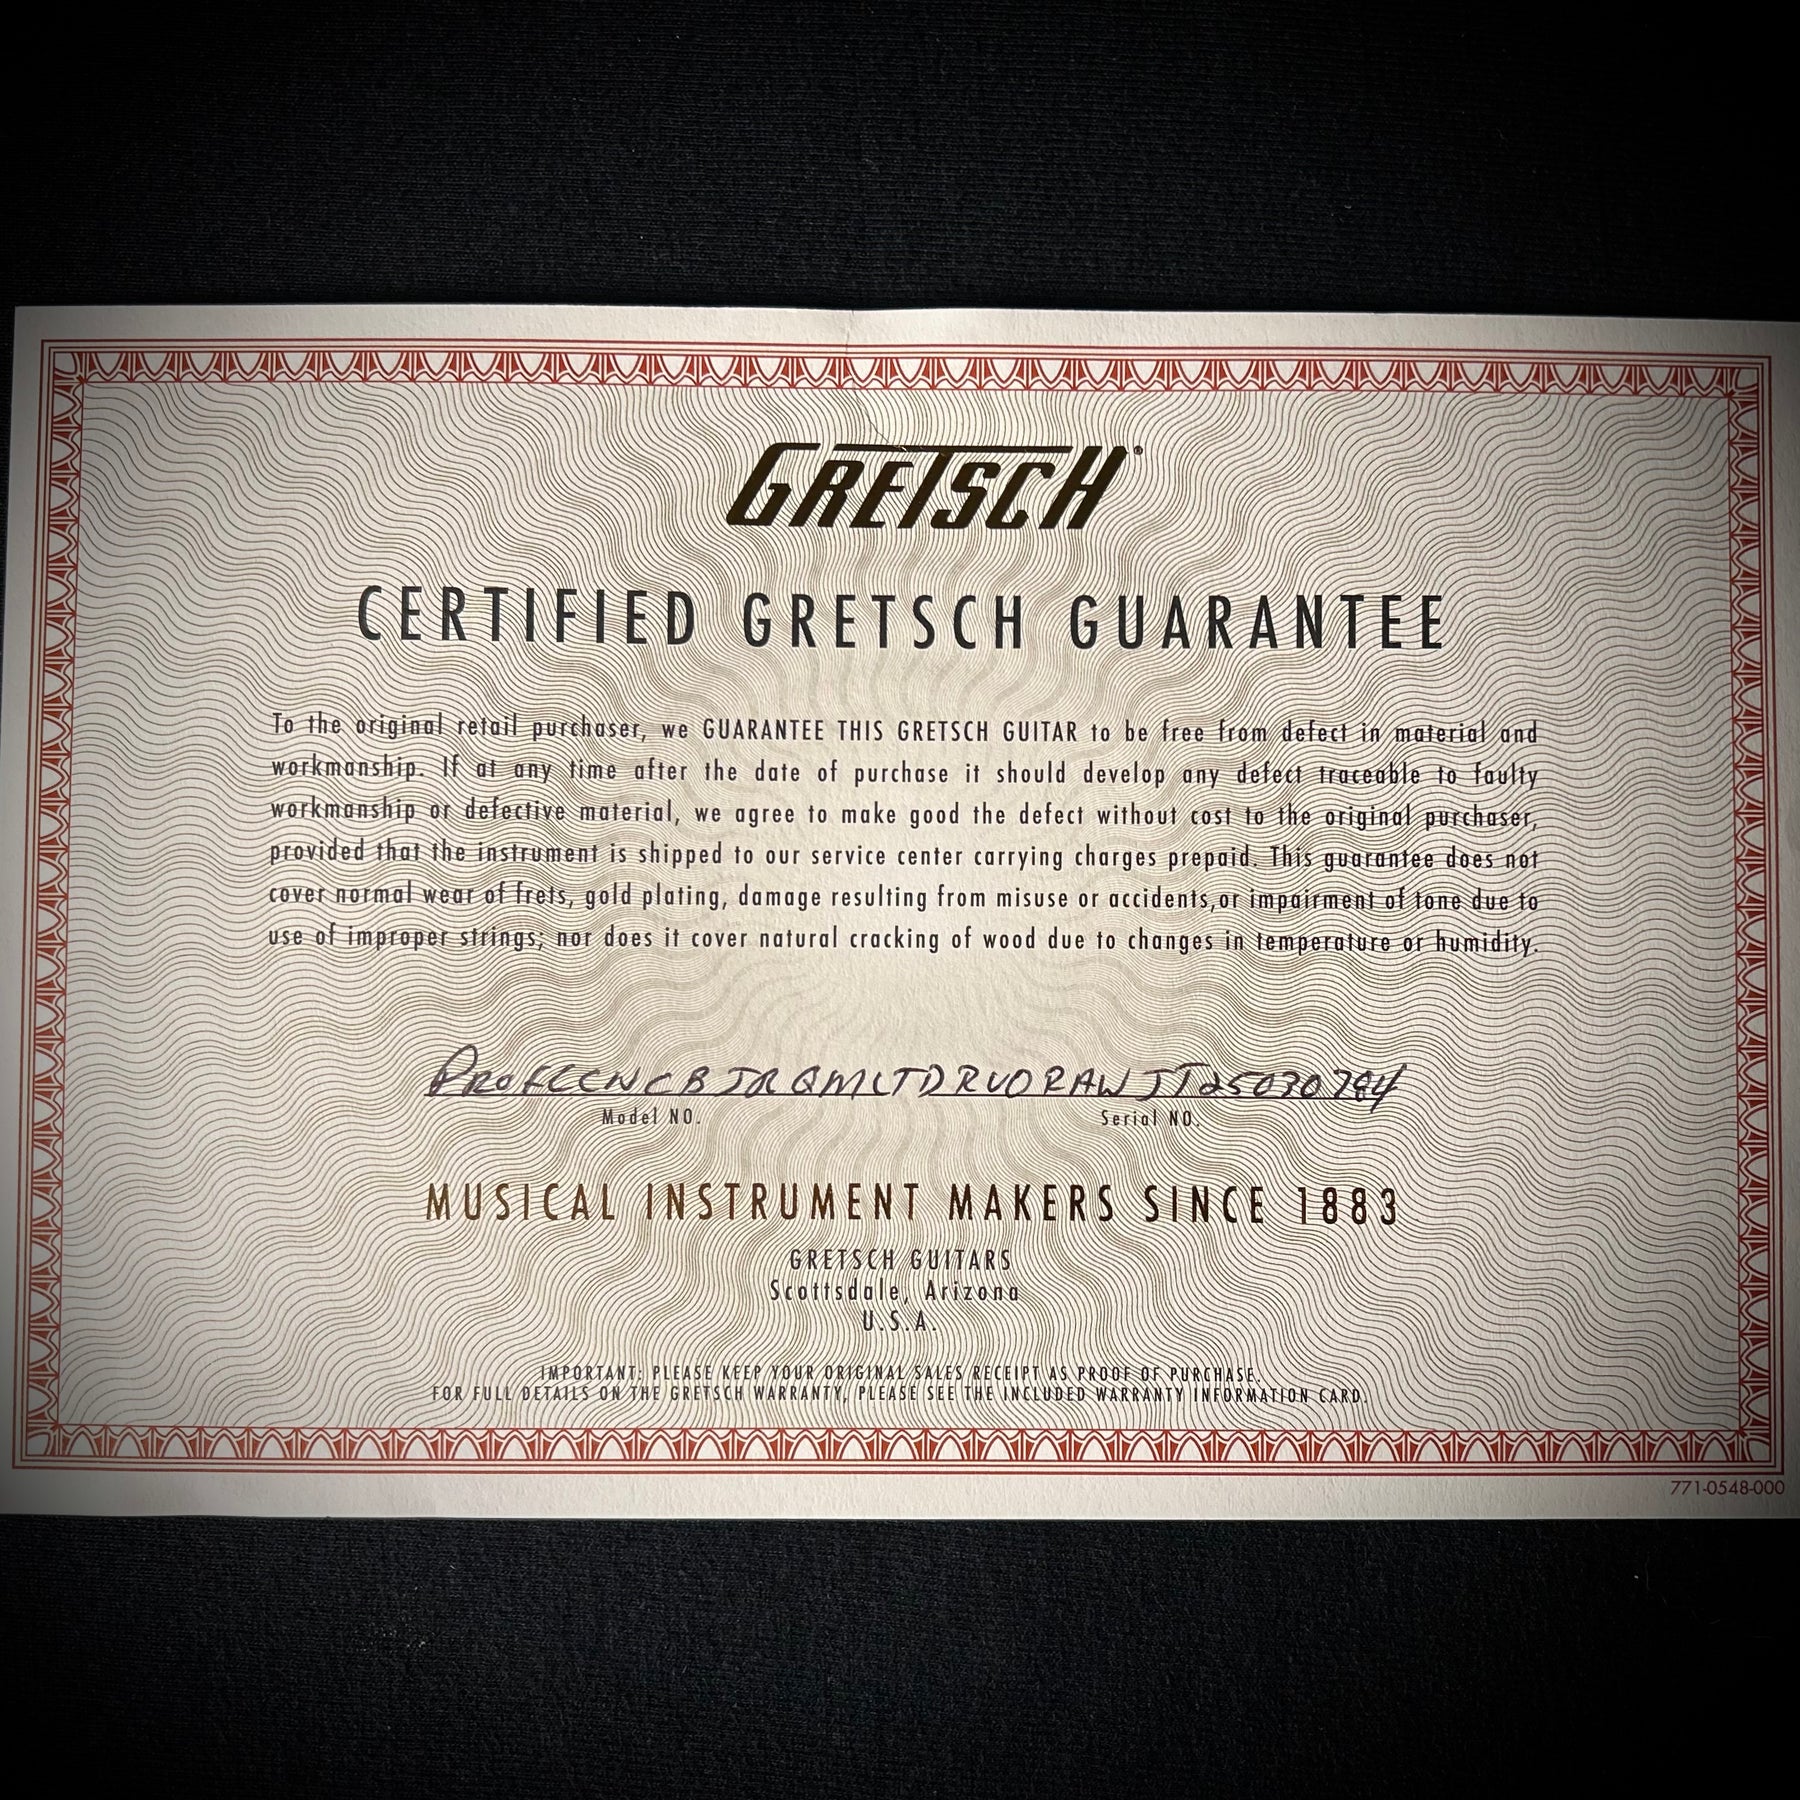 GRETSCH®
CERTIFIED GRETSCH GUARANTEE
To the original retail purchaser, we GUARANTEE THIS GRETSCH GUITAR to be free from defect in material and
workmanship. If at any time after the date of purchase it should develop any defect traceable to faulty
workmanship or defective material, we agree to make good the defect without cost to the original purchaser,
provided that the instrument is shipped to our service center carrying charges prepaid. This guarantee does not
cover normal wear of frets, gold plating, damage resulting from misuse or accidents,or impairment of tone due to
use of improper strings; nor does it cover natural cracking of wood due to changes in temperature or humidity.
JT25030784
Model NO. Serial NO.
MUSICAL INSTRUMENT MAKERS SINCE 1883
GRETSCH GUITARS
Scottsdale, Arizona
U.S.A.
IMPORTANT: PLEASE KEEP YOUR ORIGINAL SALES RECEIPT AS PROOF OF PURCHASE.
FOR FULL DETAILS ON THE GRETSCH WARRANTY, PLEASE SEE THE INCLUDED WARRANTY INFORMATION CARD.
771-0548-000